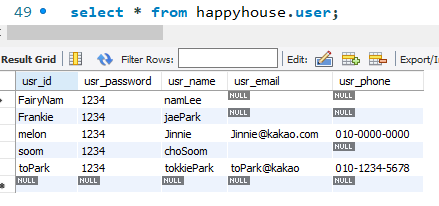 49 select * from happyhouse.user;
Result Grid Filter Rows: Edit: Export/In
usr_id usr_password usr_name usr_email usr_phone
FairyNam 1234 namLee NULL NULL
Frankie 1234 jaePark NULL NULL
melon 1234 Jinnie Jinnie@kakao.com 010-0000-0000
soom 1234 choSoom NULL
toPark 1234 tokkiePark toPark@kakao 010-1234-5678
NULL NULL NULL NULL NULL